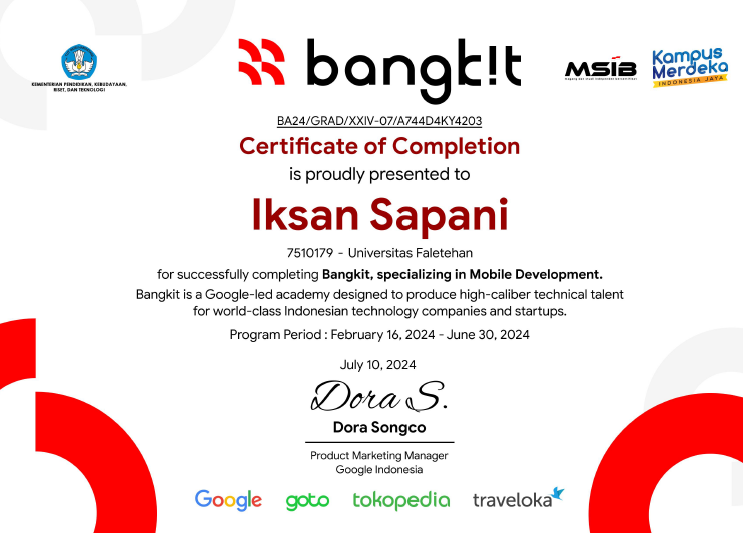 KEMENTERIAN PENDIDIKAN, KEBUDAYAAN,
RISET, DAN TEKNOLOGI
bangk!t
MSIB
Kampus
Merdeka
INDONESIA JAYA
BA24/GRAD/XXIV-07/A744D4KY4203
Certificate of Completion
is proudly presented to
Iksan Sapani
7510179 - Universitas Faletehan
for successfully completing Bangkit, specializing in Mobile Development.
Bangkit is a Google-led academy designed to produce high-caliber technical talent
for world-class Indonesian technology companies and startups.
Program Period : February 16, 2024 - June 30, 2024
July 10, 2024
Dora S.
Dora Songco
Product Marketing Manager
Google Indonesia
Google goto tokopedia traveloka